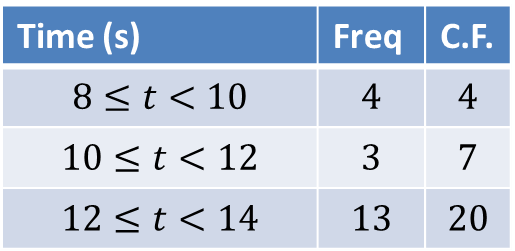 Time (s) Freq C.F.
8 ≤ t < 10 4 4
10 ≤ t < 12 3 7
12 ≤ t < 14 13 20